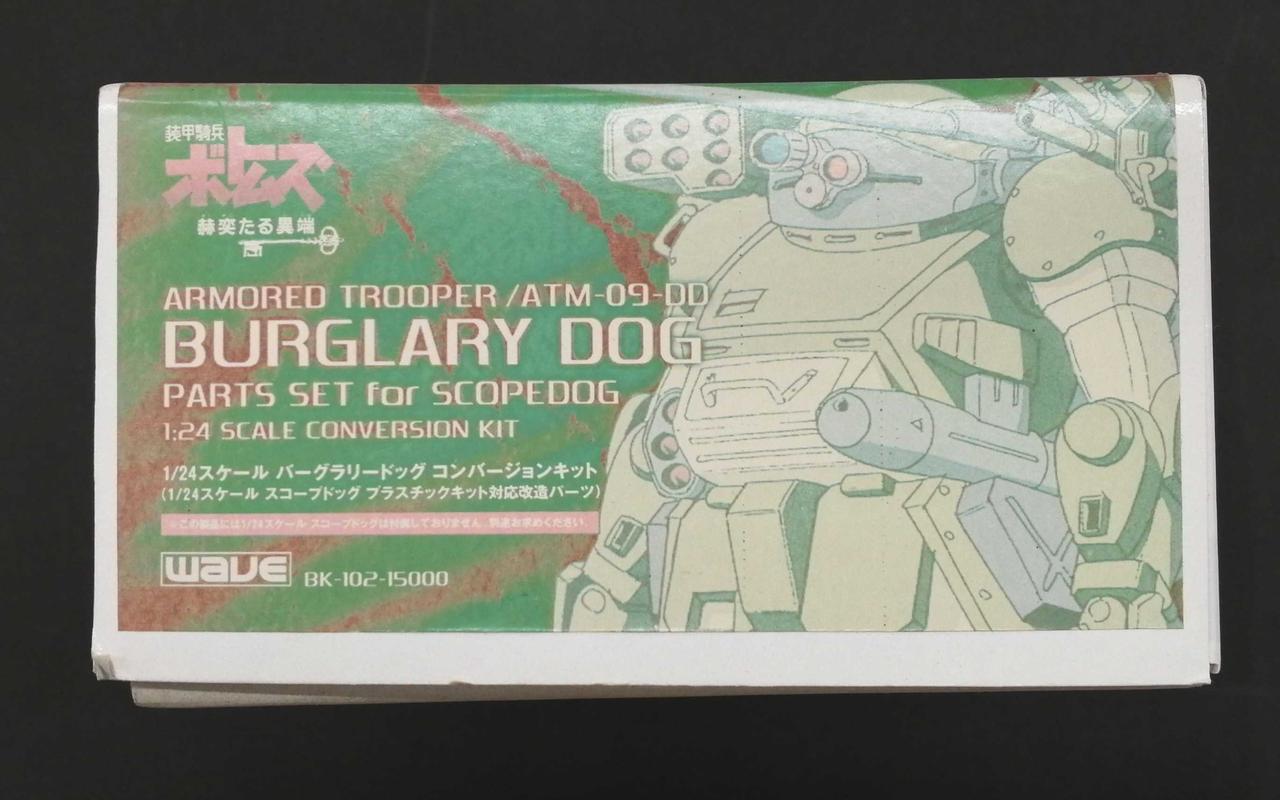 装甲騎兵
ボトムズ
赫奕たる異端
ARMORED TROOPER/ATM-09-DD
BURGLARY DOG
PARTS SET for SCOPEDOG
1:24 SCALE CONVERSION KIT
1/24スケール バーグラリードッグ コンバージョンキット
(1/24スケール スコープドッグ プラスチックキット対応改造パーツ)
※この製品には1/24スケール スコープドッグは付属しておりません。別途お求めください。
WAVE BK-102-15000